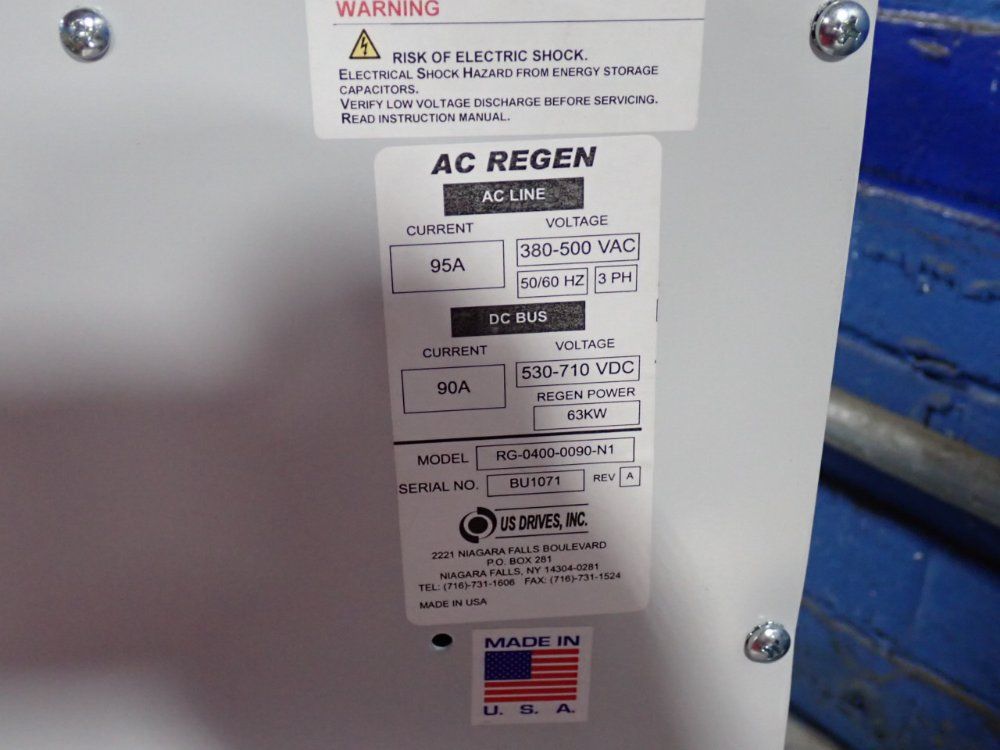 WARNING
RISK OF ELECTRIC SHOCK.
ELECTRICAL SHOCK HAZARD FROM ENERGY STORAGE
CAPACITORS.
VERIFY LOW VOLTAGE DISCHARGE BEFORE SERVICING.
READ INSTRUCTION MANUAL.
AC REGEN
AC LINE
CURRENT VOLTAGE
95A 380-500 VAC
50/60 HZ 3 PH
DC BUS
CURRENT VOLTAGE
90A 530-710 VDC
REGEN POWER
63KW
MODEL RG-0400-0090-N1
SERIAL NO. BU1071 REV A
US DRIVES, INC.
2221 NIAGARA FALLS BOULEVARD
P.O. BOX 281
NIAGARA FALLS, NY 14304-0281
TEL: (716)-731-1606 FAX: (716)-731-1524
MADE IN USA
MADE IN
U. S. A.